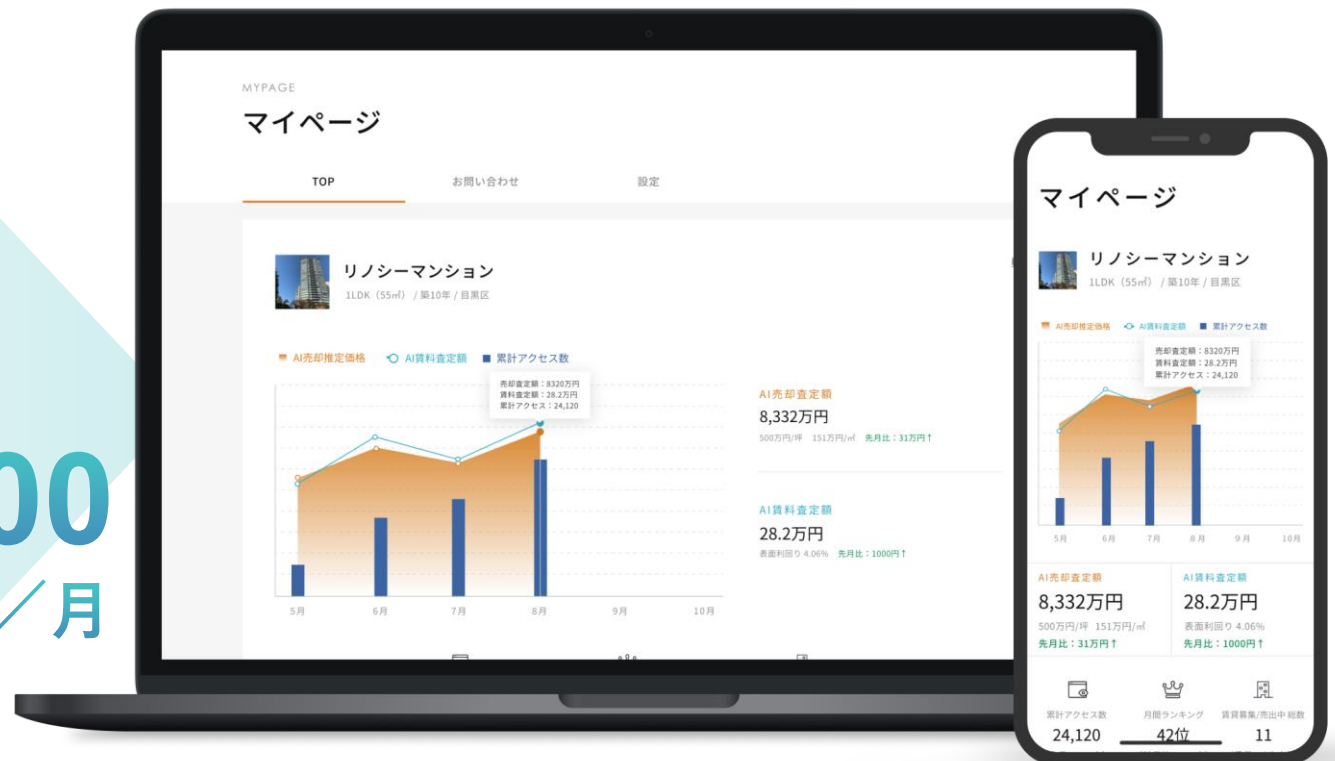 MYPAGE
マイページ
TOP
お問い合わせ
設定
リノシーマンション
1LDK（55㎡）/ 築10年 / 目黒区
AI売却推定価格
AI賃料査定額
累計アクセス数
売却査定額：8320万円
賃料査定額：28.2万円
累計アクセス：24,120
5月
6月
7月
8月
9月
10月
AI売却査定額
8,332万円
500万円/坪 151万円/㎡ 先月比：31万円↑
AI賃料査定額
28.2万円
表面利回り 4.06% 先月比：1000円↑
00
／月
マイページ
リノシーマンション
1LDK（55㎡）/ 築10年 / 目黒区
AI売却推定価格
AI賃料査定額
累計アクセス数
売却査定額：8320万円
賃料査定額：28.2万円
累計アクセス：24,120
5月
6月
7月
8月
9月
10月
AI売却査定額
8,332万円
500万円/坪 151万円/㎡
先月比：31万円↑
AI賃料査定額
28.2万円
表面利回り 4.06%
先月比：1000円↑
累計アクセス数
24,120
月間ランキング
42位
賃貸募集/売出中 総数
11